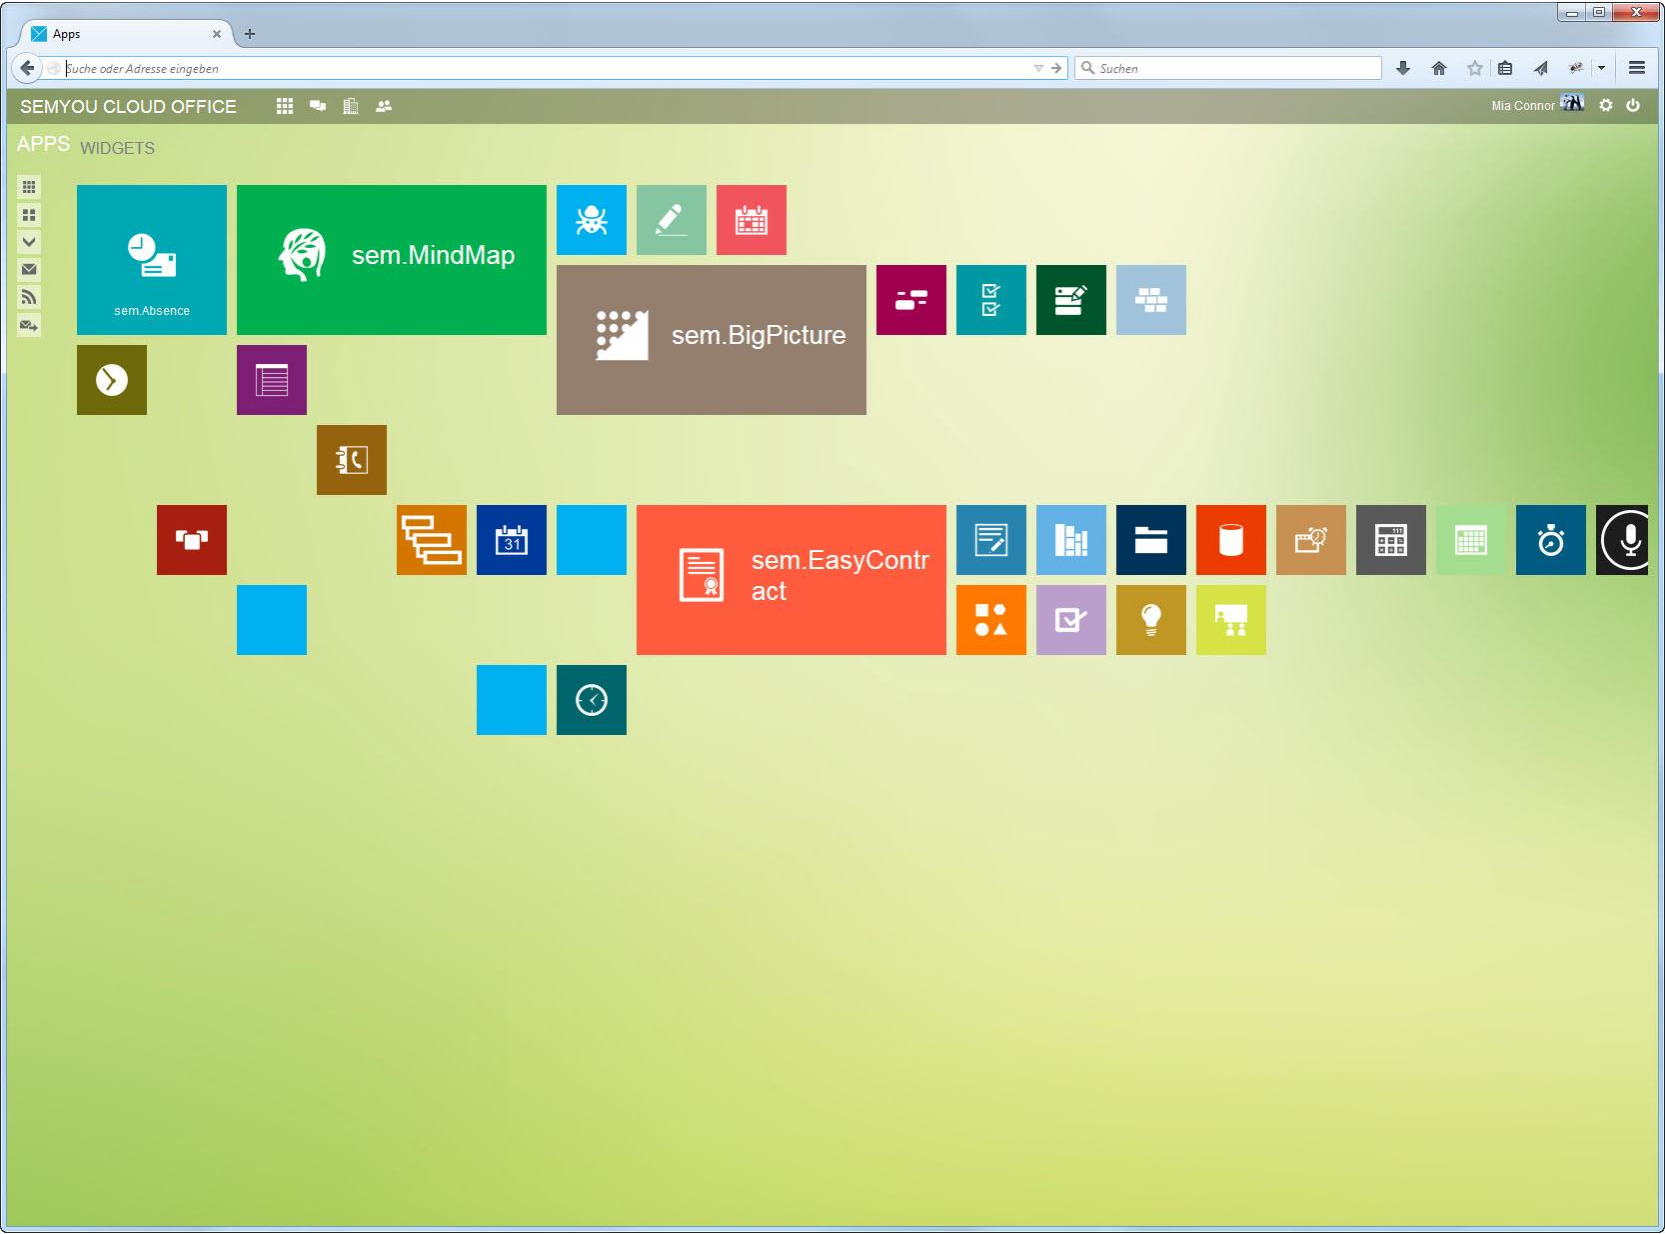 Apps
Suche oder Adresse eingeben
Suchen
SEMYOU CLOUD OFFICE
Mia Connor
APPS WIDGETS
sem.Absence
sem.MindMap
sem.BigPicture
31
sem.EasyContr
act